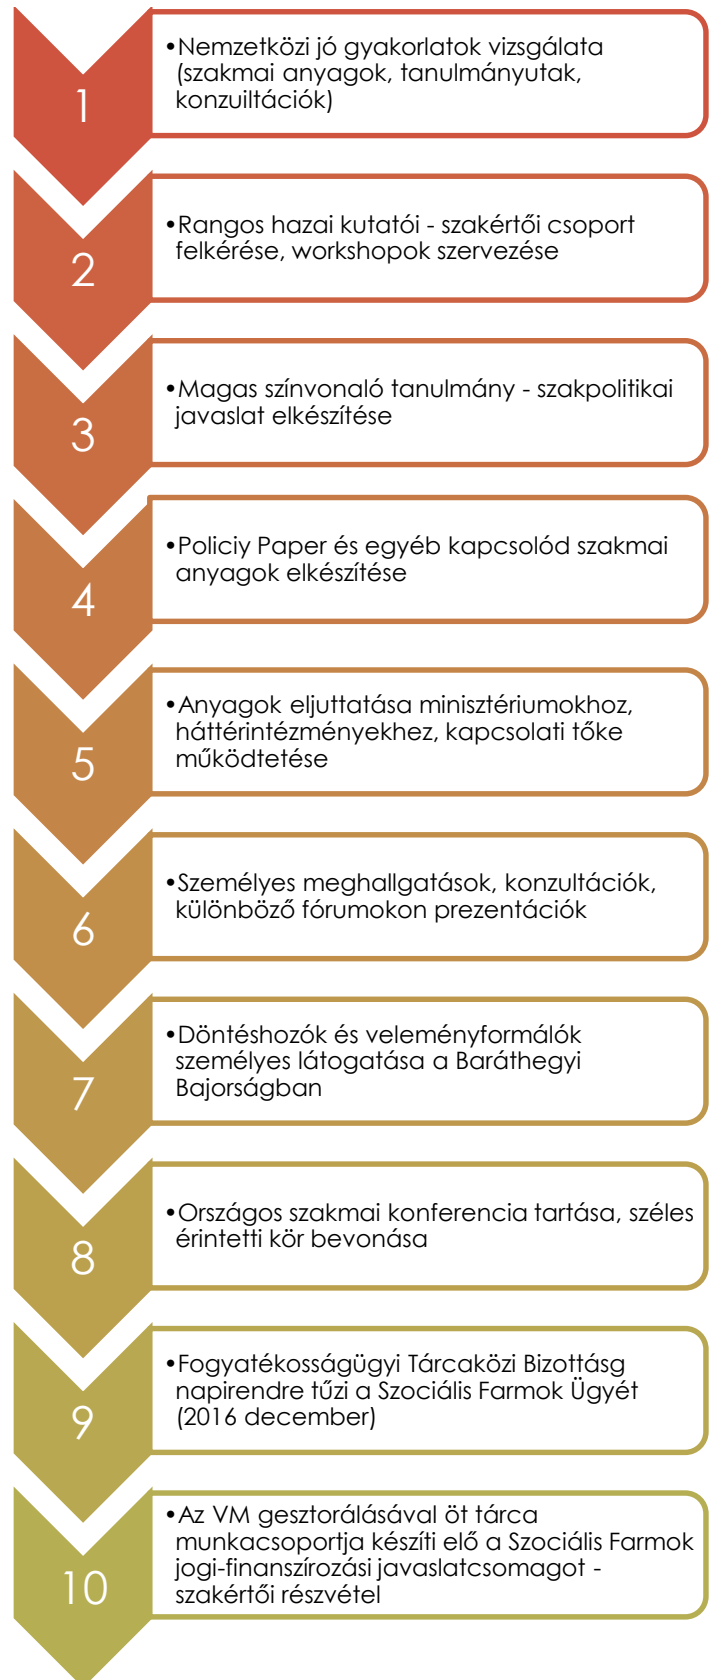 1
•Nemzetközi jó gyakorlatok vizsgálata
(szakmai anyagok, tanulmányutak,
konzuiltációk)
2
•Rangos hazai kutatói - szakértői csoport
felkérése, workshopok szervezése
3
•Magas színvonaló tanulmány - szakpolitikai
javaslat elkészítése
4
•Policiy Paper és egyéb kapcsolód szakmai
anyagok elkészítése
5
•Anyagok eljuttatása minisztériumokhoz,
háttérintézményekhez, kapcsolati tőke
működtetése
6
•Személyes meghallgatások, konzultációk,
különböző fórumokon prezentációk
7
•Döntéshozók és veleményformálók
személyes látogatása a Baráthegyi
Bajorságban
8
•Országos szakmai konferencia tartása, széles
érintetti kör bevonása
9
•Fogyatékosságügyi Tárcaközi Bizottásg
napirendre tűzi a Szociális Farmok Ügyét
(2016 december)
10
•Az VM gesztorálásával öt tárca
munkacsoportja készíti elő a Szociális Farmok
jogi-finanszírozási javaslatcsomagot -
szakértői részvétel